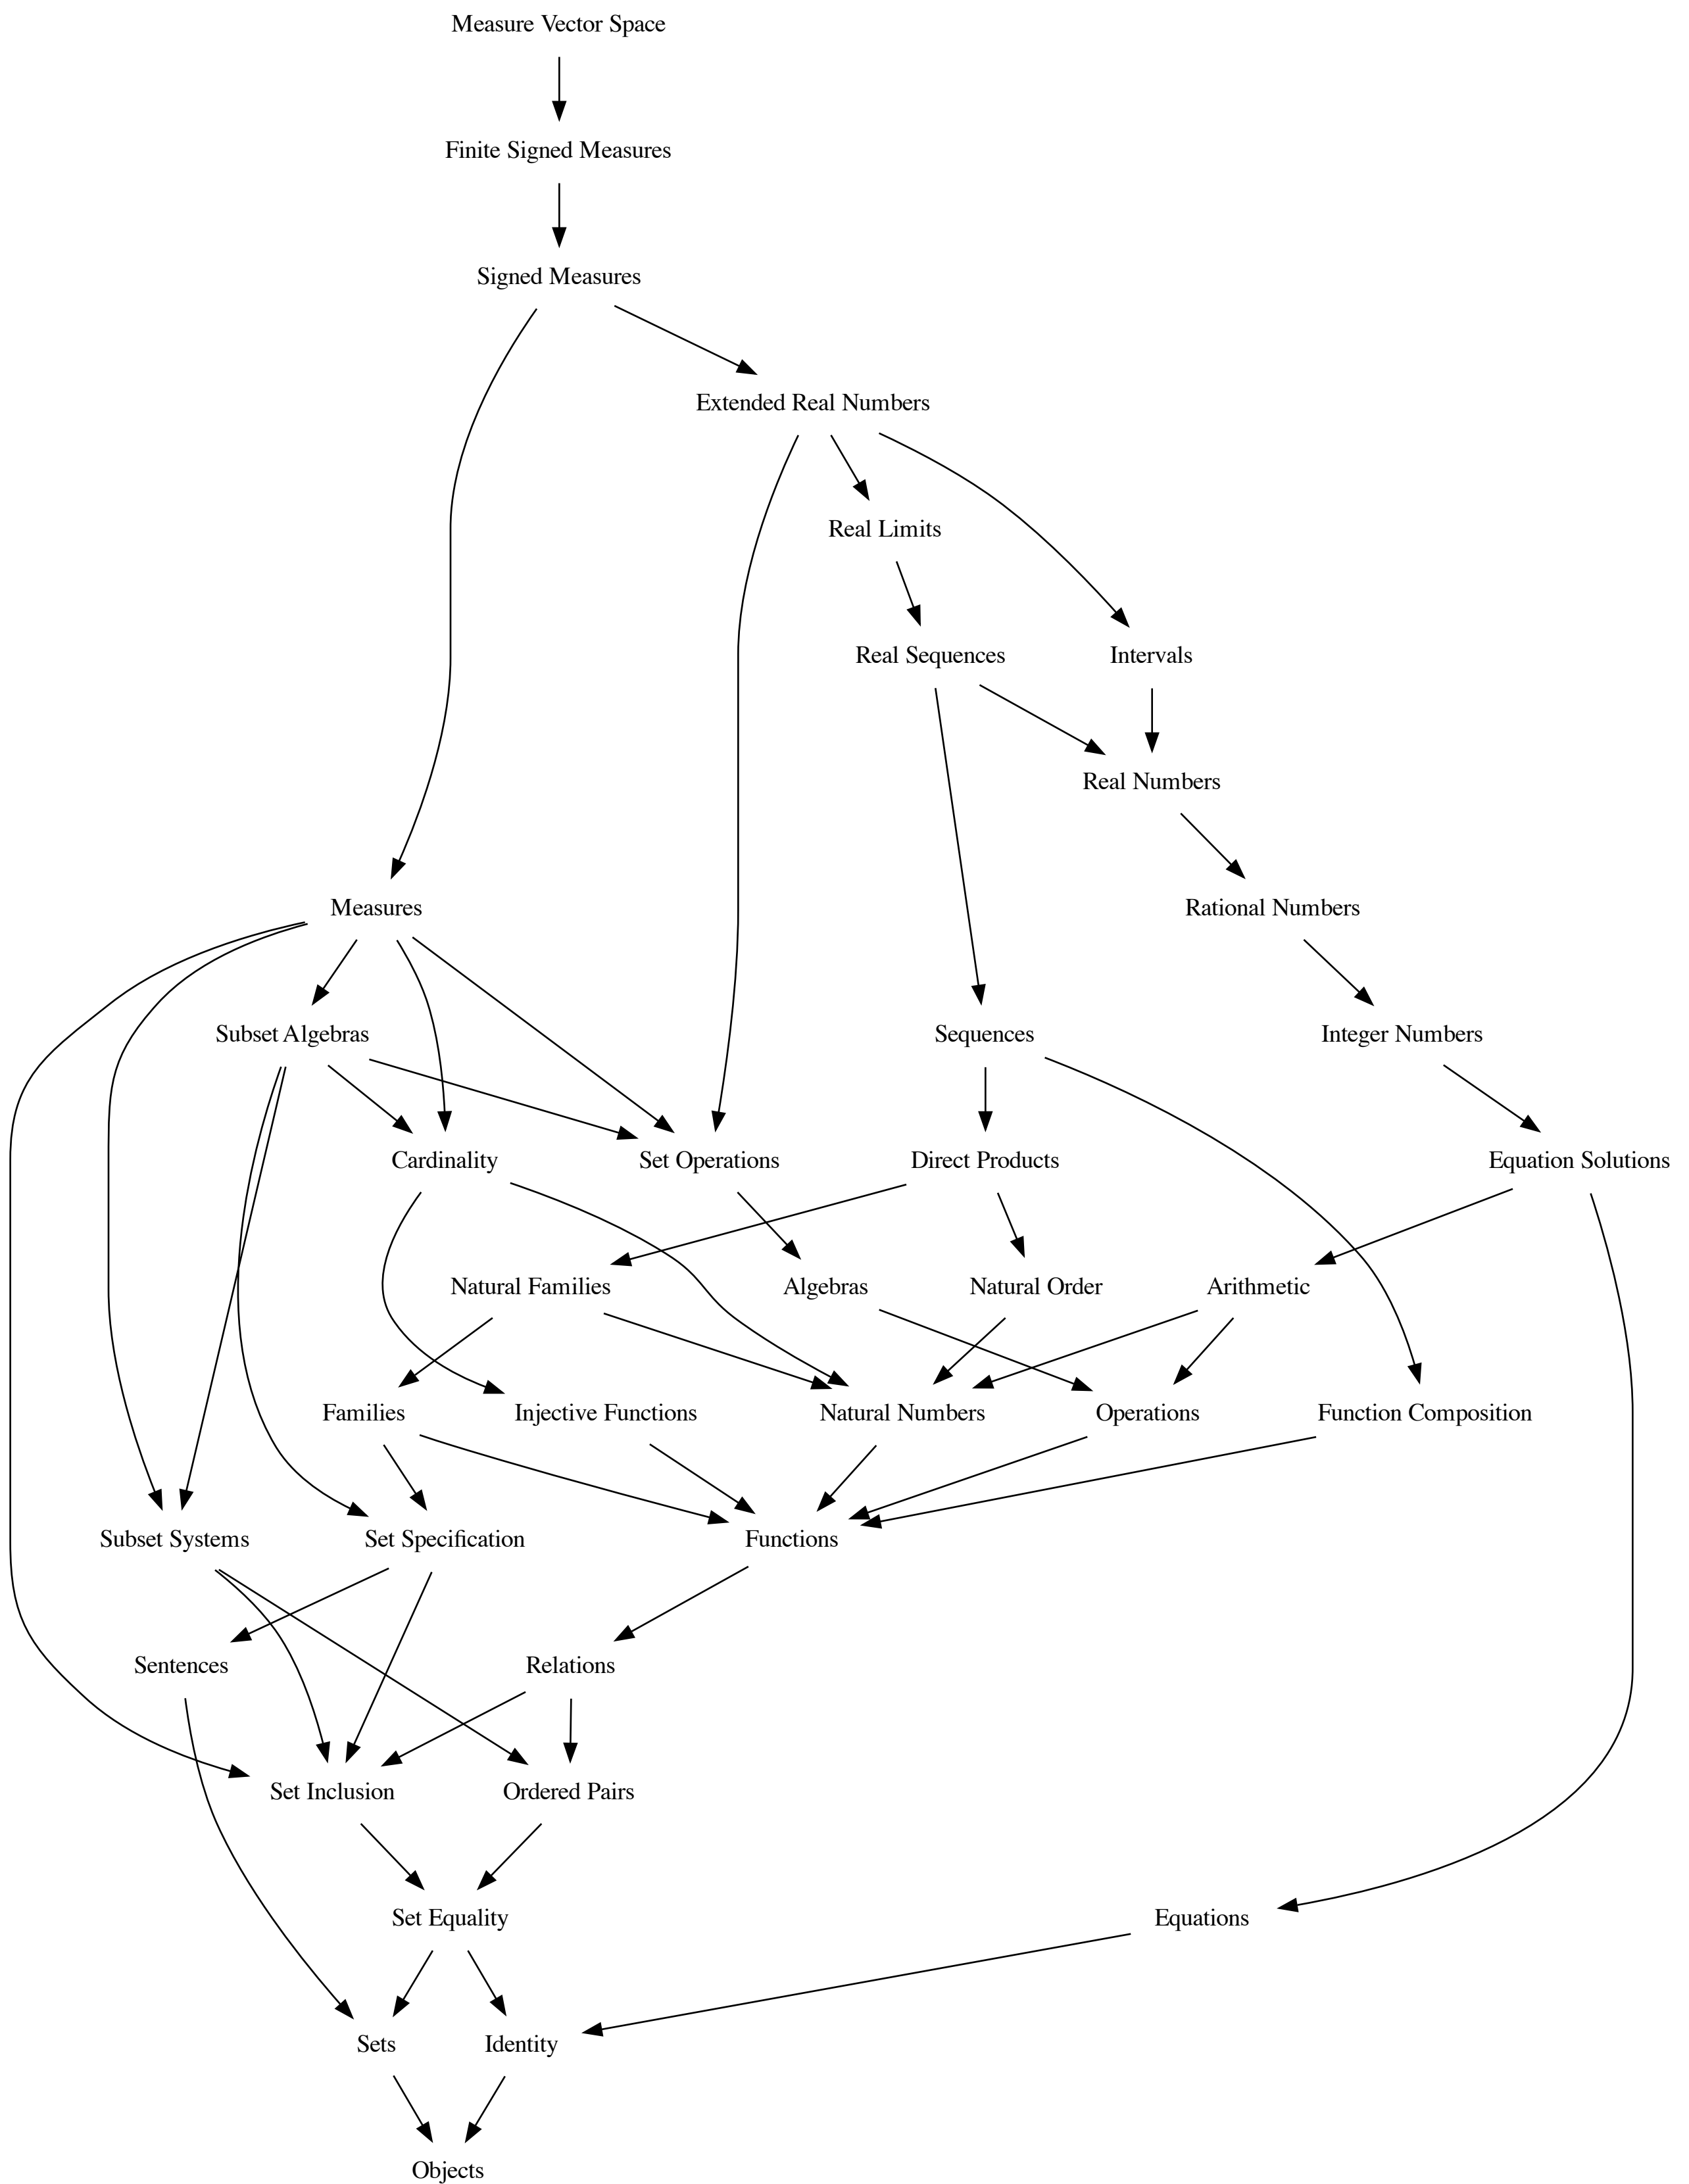 Measure Vector Space
Finite Signed Measures
Signed Measures
Extended Real Numbers
Real Limits
Real Sequences
Intervals
Real Numbers
Measures
Rational Numbers
Subset Algebras
Sequences
Integer Numbers
Cardinality
Set Operations
Direct Products
Equation Solutions
Natural Families
Algebras
Natural Order
Arithmetic
Families
Injective Functions
Natural Numbers
Operations
Function Composition
Subset Systems
Set Specification
Functions
Sentences
Relations
Set Inclusion
Ordered Pairs
Set Equality
Equations
Sets
Identity
Objects